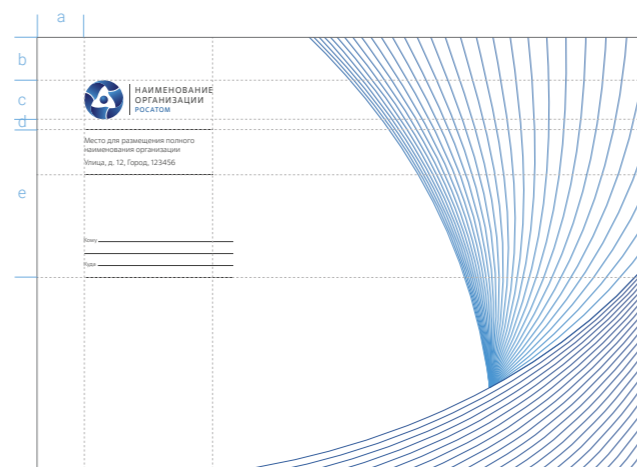 a
b
c
d
e
НАИМЕНОВАНИЕ
ОРГАНИЗАЦИИ
РОСАТОМ
Место для размещения полного
наименования организации
Улица, д. 12, Город, 123456
Кому
Куда